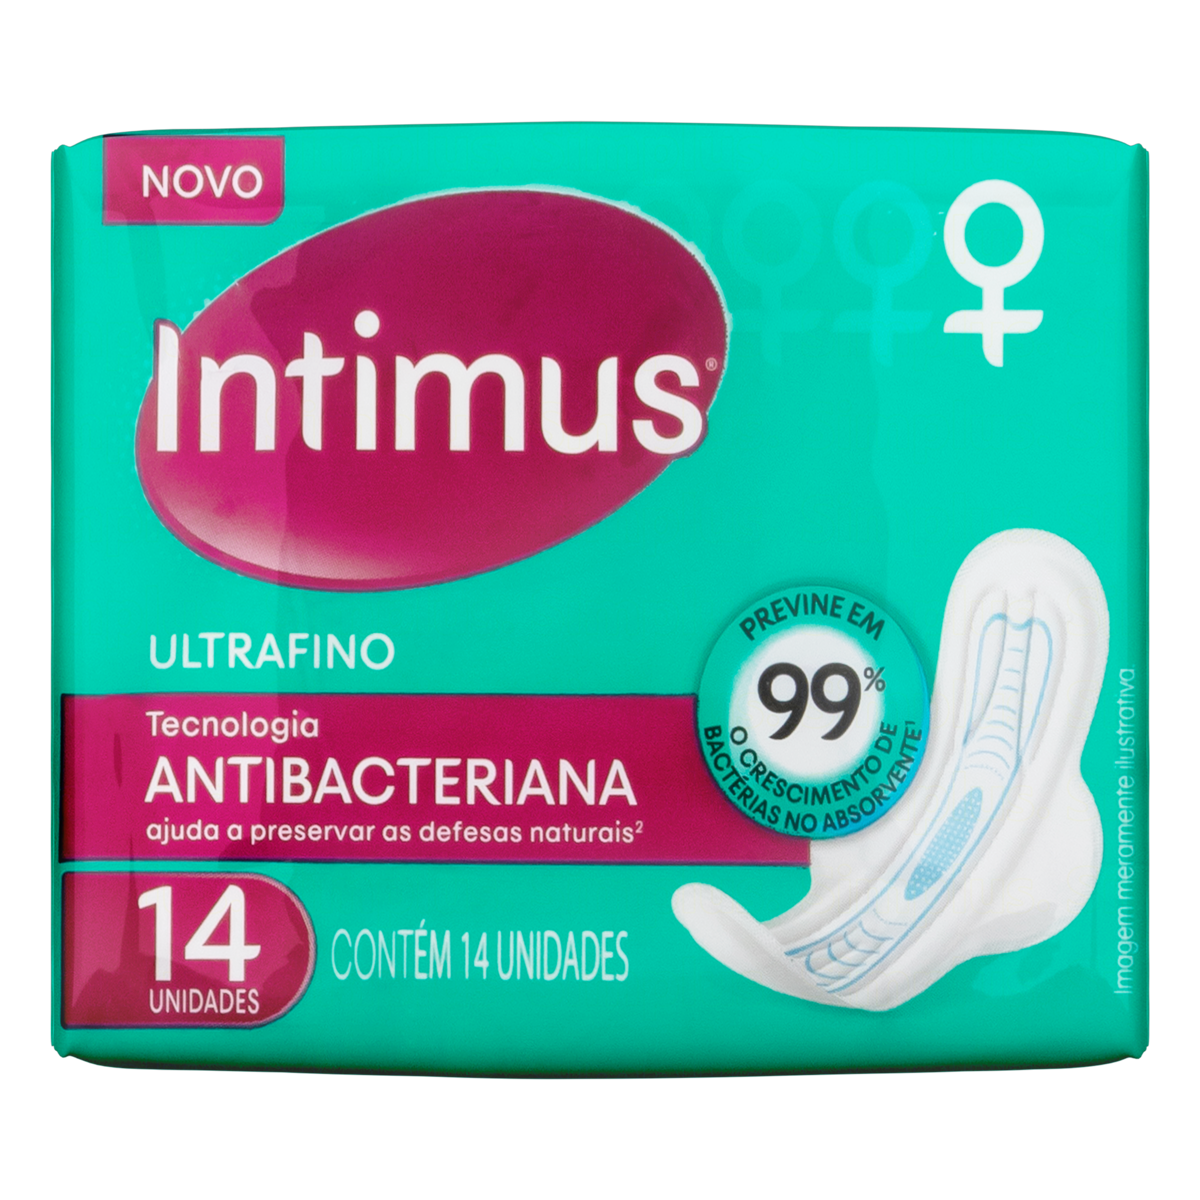 NOVO
Intimus®
ULTRAFINO
Tecnologia
ANTIBACTERIANA
ajuda a preservar as defesas naturais²
PREVINE EM
99%
O CRESCIMENTO DE
BACTÉRIAS NO ABSORVENTE¹
14
UNIDADES
CONTÉM 14 UNIDADES
Imagem meramente ilustrativa.